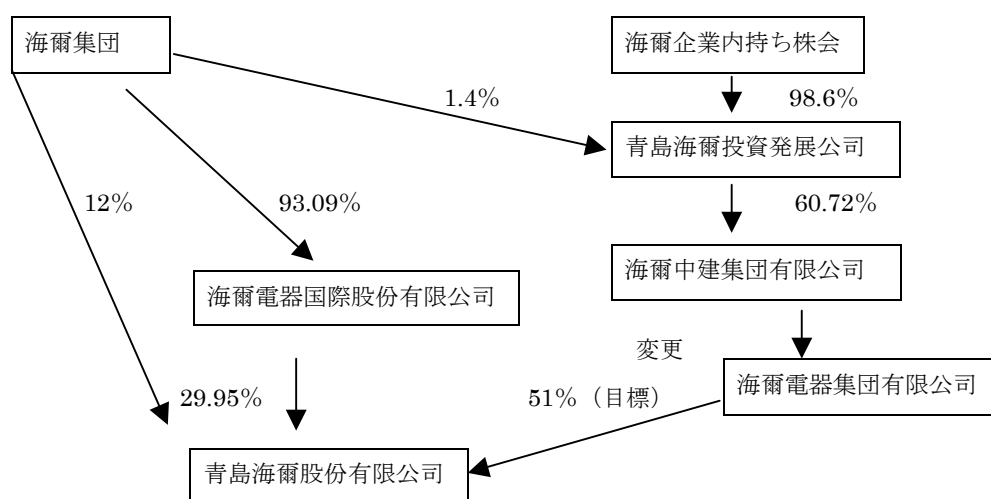 海爾集団
海爾企業内持ち株会
1.4%
98.6%
青島海爾投資発展公司
12%
93.09%
60.72%
海爾中建集団有限公司
海爾電器国際股份有限公司
変更
海爾電器集団有限公司
29.95%
51%（目標）
青島海爾股份有限公司